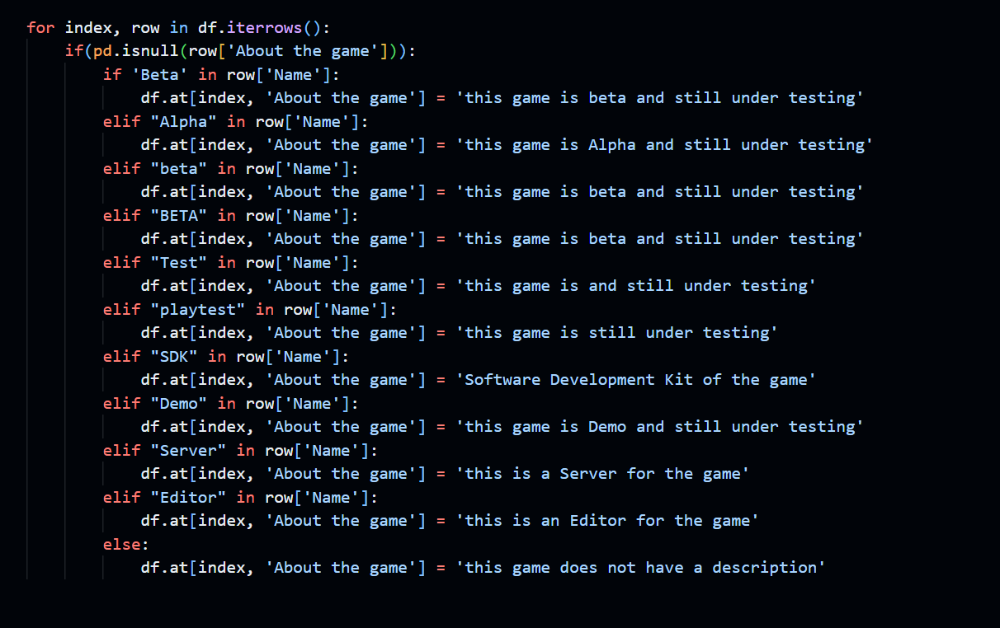 for index, row in df.iterrows():
    if(pd.isnull(row['About the game'])):
        if 'Beta' in row['Name']:
            df.at[index, 'About the game'] = 'this game is beta and still under testing'
        elif "Alpha" in row['Name']:
            df.at[index, 'About the game'] = 'this game is Alpha and still under testing'
        elif "beta" in row['Name']:
            df.at[index, 'About the game'] = 'this game is beta and still under testing'
        elif "BETA" in row['Name']:
            df.at[index, 'About the game'] = 'this game is beta and still under testing'
        elif "Test" in row['Name']:
            df.at[index, 'About the game'] = 'this game is and still under testing'
        elif "playtest" in row['Name']:
            df.at[index, 'About the game'] = 'this game is still under testing'
        elif "SDK" in row['Name']:
            df.at[index, 'About the game'] = 'Software Development Kit of the game'
        elif "Demo" in row['Name']:
            df.at[index, 'About the game'] = 'this game is Demo and still under testing'
        elif "Server" in row['Name']:
            df.at[index, 'About the game'] = 'this is a Server for the game'
        elif "Editor" in row['Name']:
            df.at[index, 'About the game'] = 'this is an Editor for the game'
        else:
            df.at[index, 'About the game'] = 'this game does not have a description'